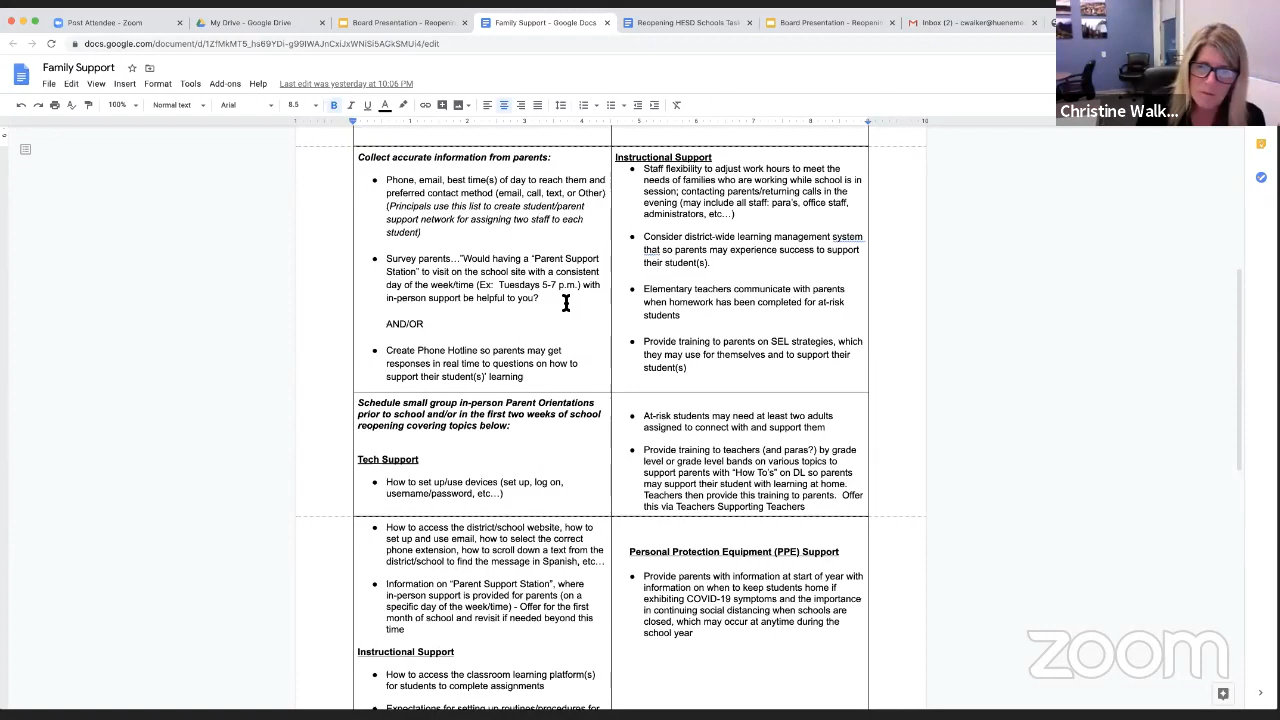 Post Attendee - Zoom
My Drive - Google Drive
Board Presentation - Reopenin
Family Support - Google Docs
Reopening HESD Schools Tas
Board Presentation - Reopenin
Inbox (2) - cwalker@hueneme
docs.google.com/document/d/
/edit
Family Support
File Edit View Insert Format Tools Add-ons Help Last edit was yesterday at 10:06 PM
100% Normal text Arial 8.5 B I U A
Christine Walk...
1 1 2 3 4 5 6 7 8 10
Collect accurate information from parents:
• Phone, email, best time(s) of day to reach them and
preferred contact method (email, call, text, or Other)
(Principals use this list to create student/parent
support network for assigning two staff to each
student)
• Survey parents…"Would having a “Parent Support
Station” to visit on the school site with a consistent
day of the week/time (Ex: Tuesdays 5-7 p.m.) with
in-person support be helpful to you?
AND/OR
• Create Phone Hotline so parents may get
responses in real time to questions on how to
support their student(s)' learning
Instructional Support
• Staff flexibility to adjust work hours to meet the
needs of families who are working while school is in
session; contacting parents/returning calls in the
evening (may include all staff: para's, office staff,
administrators, etc…)
• Consider district-wide learning management system
that so parents may experience success to support
their student(s).
• Elementary teachers communicate with parents
when homework has been completed for at-risk
students
• Provide training to parents on SEL strategies, which
they may use for themselves and to support their
student(s)
Schedule small group in-person Parent Orientations
prior to school and/or in the first two weeks of school
reopening covering topics below:
Tech Support
• How to set up/use devices (set up, log on,
username/password, etc…)
• At-risk students may need at least two adults
assigned to connect with and support them
• Provide training to teachers (and paras?) by grade
level or grade level bands on various topics to
support parents with “How To's” on DL so parents
may support their student with learning at home.
Teachers then provide this training to parents. Offer
this via Teachers Supporting Teachers
• How to access the district/school website, how to
set up and use email, how to select the correct
phone extension, how to scroll down a text from the
district/school to find the message in Spanish, etc…
• Information on “Parent Support Station”, where
in-person support is provided for parents (on a
specific day of the week/time) - Offer for the first
month of school and revisit if needed beyond this
time
Instructional Support
• How to access the classroom learning platform(s)
for students to complete assignments
• Expectations for setting up routines/procedures for
Personal Protection Equipment (PPE) Support
• Provide parents with information at start of year with
information on when to keep students home if
exhibiting COVID-19 symptoms and the importance
in continuing social distancing when schools are
closed, which may occur at anytime during the
school year
zoom